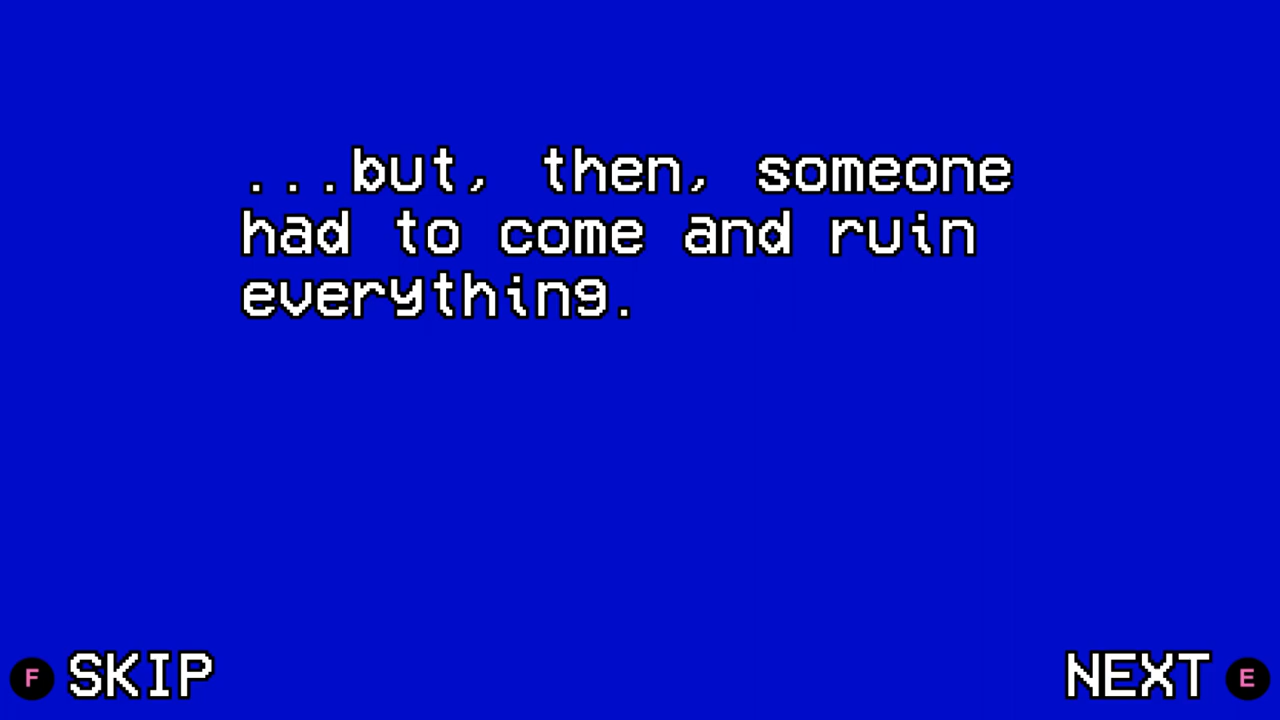 ...but, then, someone
had to come and ruin
everything.
F SKIP
NEXT E